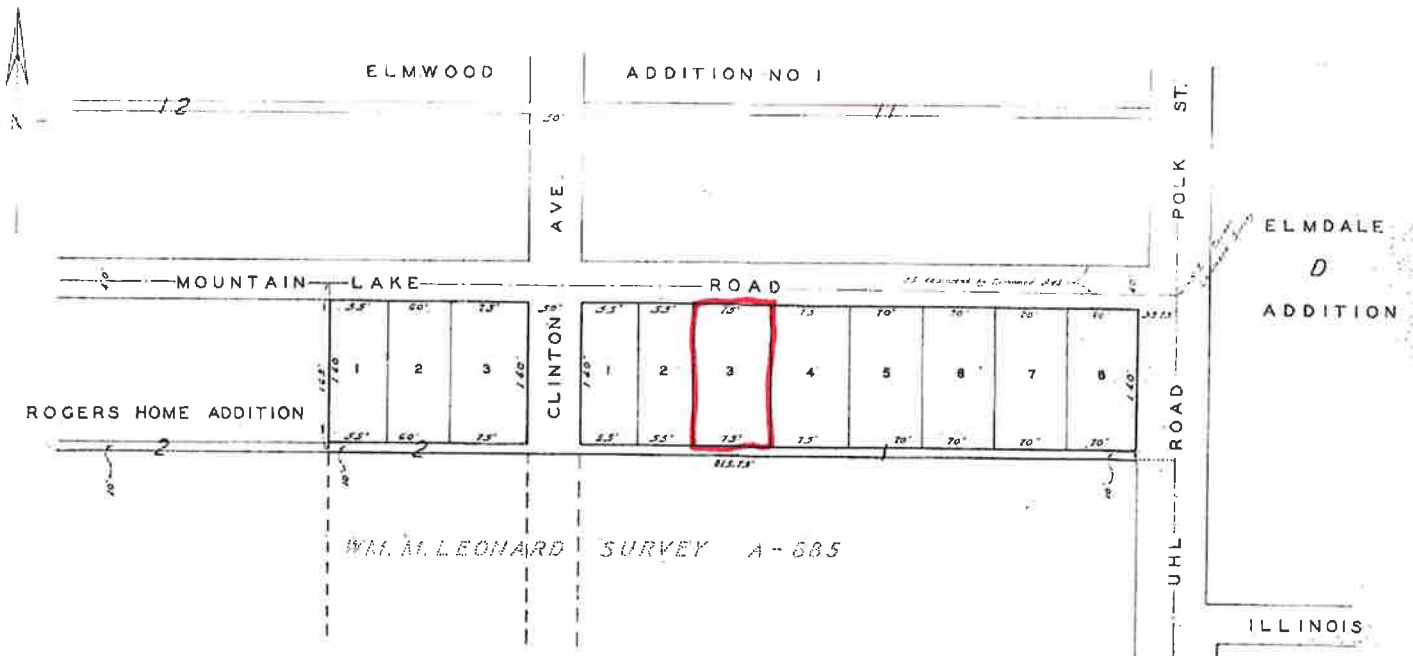 ELMWOOD ADDITION NO 1
12 11
50'
AVE.
POLK ST.
ELMDALE
D
ADDITION
MOUNTAIN LAKE ROAD
40'
55' 60' 75' 50' 55' 55' 75' 75 70' 70' 70'
140' 1 2 3 140' CLINTON 140' 1 2 3 4 5 6 7 8 140'
ROGERS HOME ADDITION
55' 60' 75' 55' 55' 75' 75' 70' 70' 70' 70'
2 2
10' 10' 10'
ROAD
UHL
WM. M. LEONARD SURVEY A-885
ILLINOIS